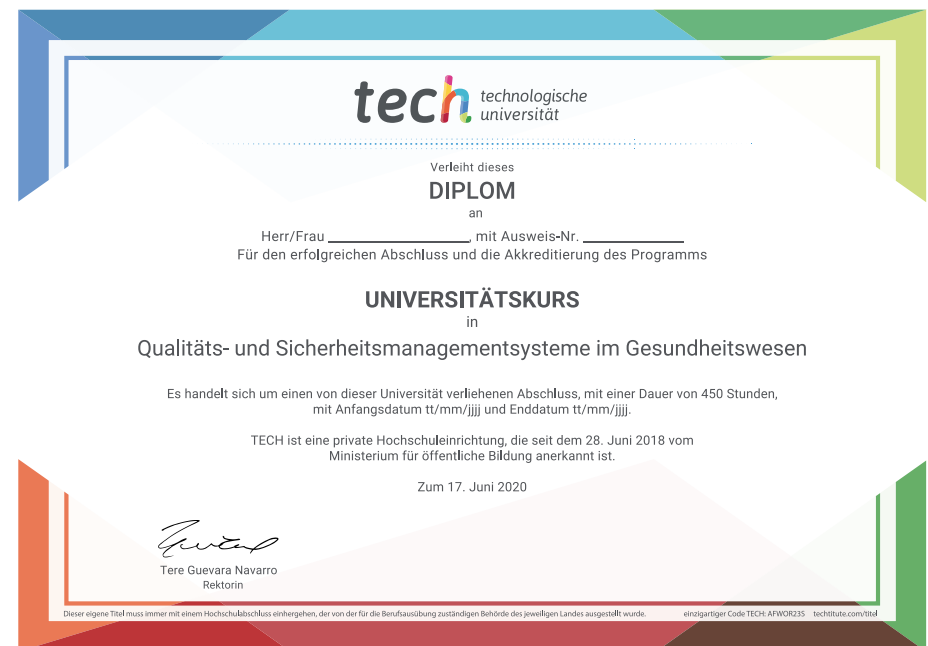 tech technologische
universität
Verleiht dieses
DIPLOM
an
Herr/Frau ____________________, mit Ausweis-Nr. ______________
Für den erfolgreichen Abschluss und die Akkreditierung des Programms
UNIVERSITÄTSKURS
in
Qualitäts- und Sicherheitsmanagementsysteme im Gesundheitswesen
Es handelt sich um einen von dieser Universität verliehenen Abschluss, mit einer Dauer von 450 Stunden,
mit Anfangsdatum tt/mm/jjjj und Enddatum tt/mm/jjjj.
TECH ist eine private Hochschuleinrichtung, die seit dem 28. Juni 2018 vom
Ministerium für öffentliche Bildung anerkannt ist.
Zum 17. Juni 2020
Tere Guevara Navarro
Rektorin
Dieser eigene Titel muss immer mit einem Hochschulabschluss einhergehen, der von der für die Berufsausübung zuständigen Behörde des jeweiligen Landes ausgestellt wurde. einzigartiger Code TECH: AFWOR23S techtitute.com/titel